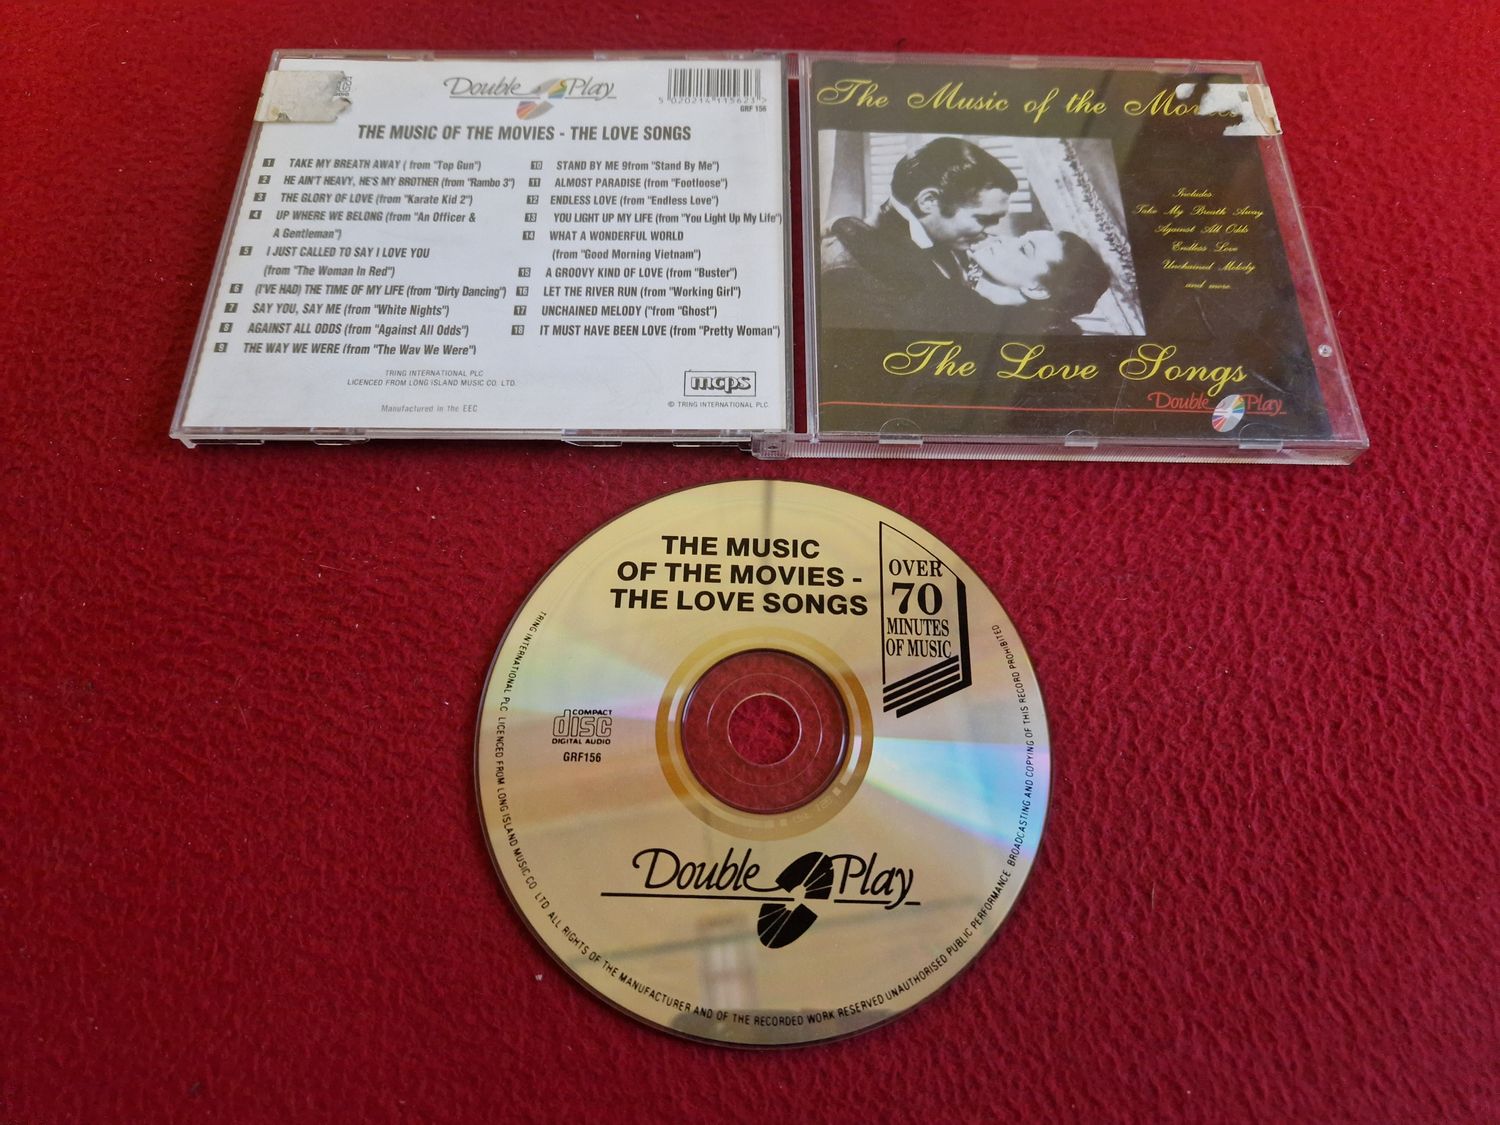 Double Play
5 020214 115623 >
GRF 156
THE MUSIC OF THE MOVIES - THE LOVE SONGS
1 TAKE MY BREATH AWAY ( from "Top Gun")
2 HE AIN'T HEAVY, HE'S MY BROTHER (from "Rambo 3")
3 THE GLORY OF LOVE (from "Karate Kid 2")
4 UP WHERE WE BELONG (from "An Officer &
A Gentleman")
5 I JUST CALLED TO SAY I LOVE YOU
(from "The Woman In Red")
6 (I'VE HAD) THE TIME OF MY LIFE (from "Dirty Dancing")
7 SAY YOU, SAY ME (from "White Nights")
8 AGAINST ALL ODDS (from "Against All Odds")
9 THE WAY WE WERE (from "The Way We Were")
10 STAND BY ME 9from "Stand By Me")
11 ALMOST PARADISE (from "Footloose")
12 ENDLESS LOVE (from "Endless Love")
13 YOU LIGHT UP MY LIFE (from "You Light Up My Life")
14 WHAT A WONDERFUL WORLD
(from "Good Morning Vietnam")
15 A GROOVY KIND OF LOVE (from "Buster")
16 LET THE RIVER RUN (from "Working Girl")
17 UNCHAINED MELODY ("from "Ghost")
18 IT MUST HAVE BEEN LOVE (from "Pretty Woman")
TRING INTERNATIONAL PLC
LICENCED FROM LONG ISLAND MUSIC CO. LTD.
Manufactured in the EEC
mcps
© TRING INTERNATIONAL PLC
The Music of the
Includes
Take My Breath Away
Against All Odds
Endless Love
Unchained Melody
and more
The Love Songs
Double Play
THE MUSIC
OF THE MOVIES -
THE LOVE SONGS
OVER
70
MINUTES
OF MUSIC
COMPACT
disc
DIGITAL AUDIO
GRF156
Double Play
TRING INTERNATIONAL PLC LICENCED FROM LONG ISLAND MUSIC CO. LTD. ALL RIGHTS OF THE MANUFACTURER AND OF THE RECORDED WORK RESERVED UNAUTHORISED PUBLIC PERFORMANCE BROADCASTING AND COPYING OF THIS RECORD PROHIBITED